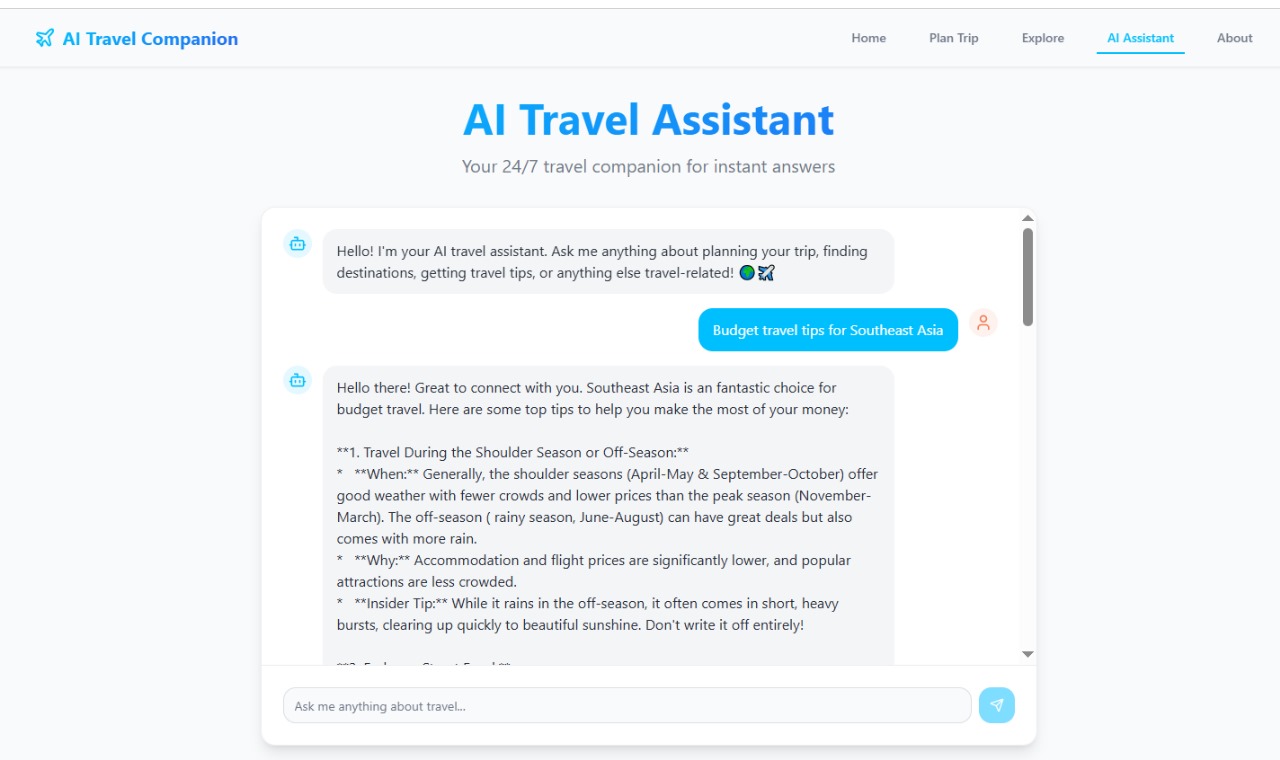 AI Travel Companion
Home
Plan Trip
Explore
AI Assistant
About
AI Travel Assistant
Your 24/7 travel companion for instant answers
Hello! I'm your AI travel assistant. Ask me anything about planning your trip, finding
destinations, getting travel tips, or anything else travel-related! 🌍✈️
Budget travel tips for Southeast Asia
Hello there! Great to connect with you. Southeast Asia is an fantastic choice for
budget travel. Here are some top tips to help you make the most of your money:
**1. Travel During the Shoulder Season or Off-Season:**
*   **When:** Generally, the shoulder seasons (April-May & September-October) offer
good weather with fewer crowds and lower prices than the peak season (November-
March). The off-season ( rainy season, June-August) can have great deals but also
comes with more rain.
*   **Why:** Accommodation and flight prices are significantly lower, and popular
attractions are less crowded.
*   **Insider Tip:** While it rains in the off-season, it often comes in short, heavy
bursts, clearing up quickly to beautiful sunshine. Don't write it off entirely!
Ask me anything about travel...